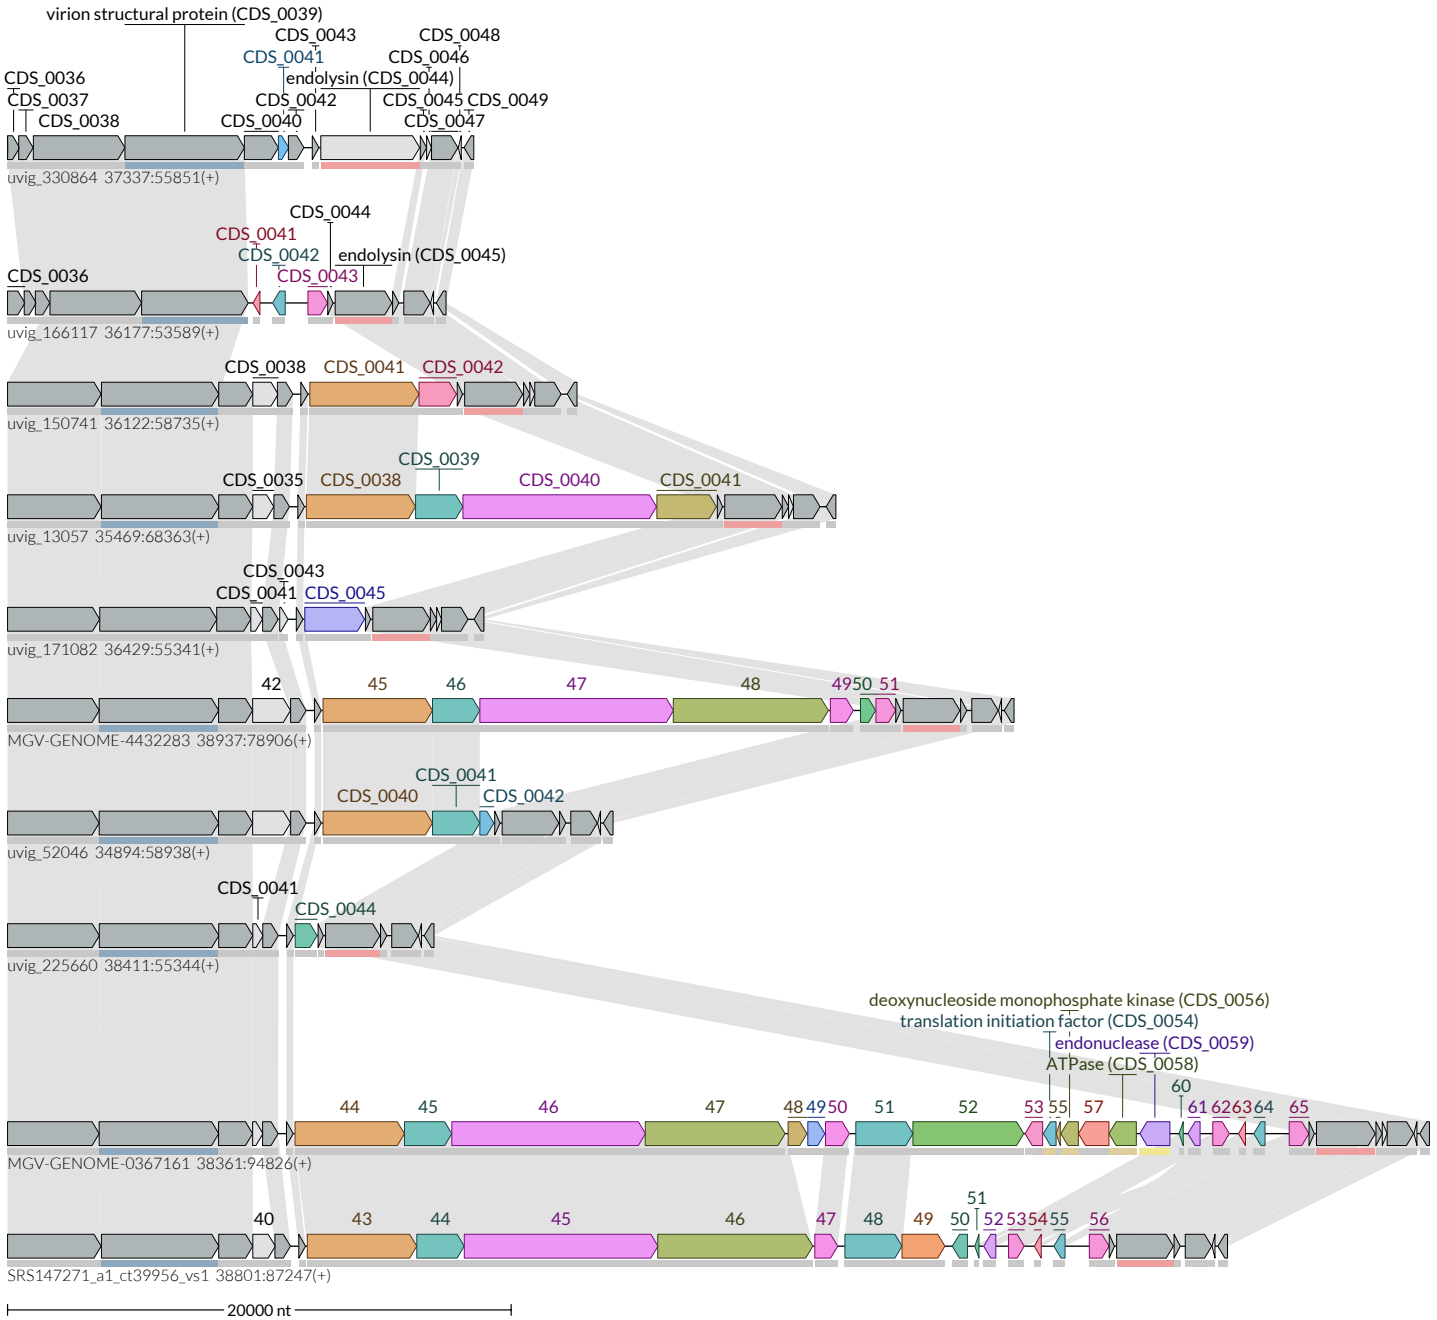 virion structural protein (CDS_0039)
CDS_0043 CDS_0048
CDS_0041 CDS_0046
CDS_0036 endolysin (CDS_0044)
CDS_0037 CDS_0042 CDS_0045 CDS_0049
CDS_0038 CDS_0040 CDS_0047
uvig_330864 37337:55851(+)
CDS_0044
CDS_0041
CDS_0042 endolysin (CDS_0045)
CDS_0036 CDS_0043
uvig_166117 36177:53589(+)
CDS_0038 CDS_0041 CDS_0042
uvig_150741 36122:58735(+)
CDS_0039
CDS_0035 CDS_0038 CDS_0040 CDS_0041
uvig_13057 35469:68363(+)
CDS_0043
CDS_0041 CDS_0045
uvig_171082 36429:55341(+)
42 45 46 47 48 49 50 51
MGV-GENOME-4432283 38937:78906(+)
CDS_0041
CDS_0040 CDS_0042
uvig_52046 34894:58938(+)
CDS_0041
CDS_0044
uvig_225660 38411:55344(+)
deoxynucleoside monophosphate kinase (CDS_0056)
translation initiation factor (CDS_0054)
endonuclease (CDS_0059)
ATPase (CDS_0058)
60
44 45 46 47 48 49 50 51 52 53 55 57 61 62 63 64 65
MGV-GENOME-0367161 38361:94826(+)
51
40 43 44 45 46 47 48 49 50 52 53 54 55 56
SRS147271_a1_ct39956_vs1 38801:87247(+)
20000 nt